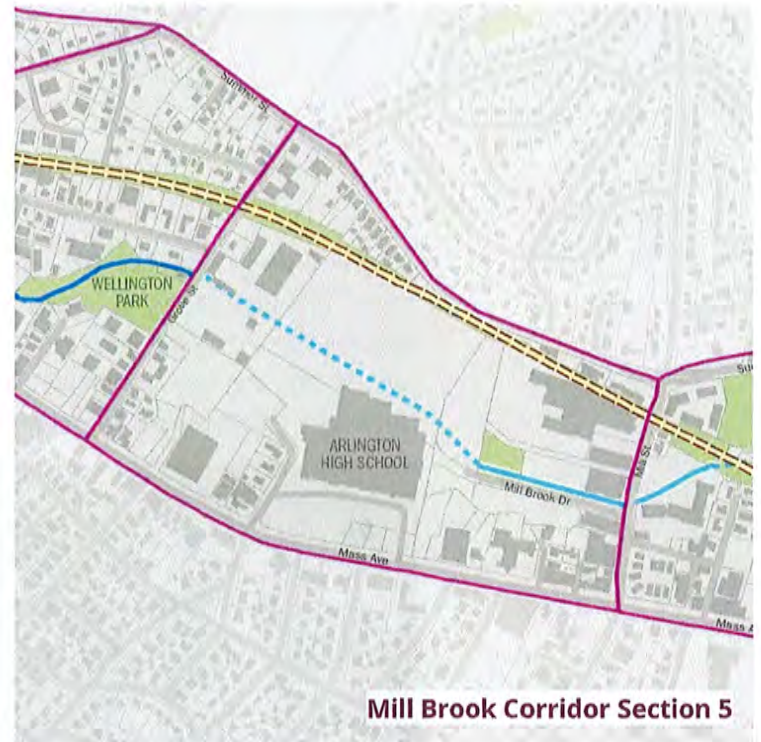 Summer St.
WELLINGTON
PARK
Grove St
ARLINGTON
HIGH SCHOOL
Mill Brook Dr
Mill St.
Mass Ave
Mass A
Mill Brook Corridor Section 5